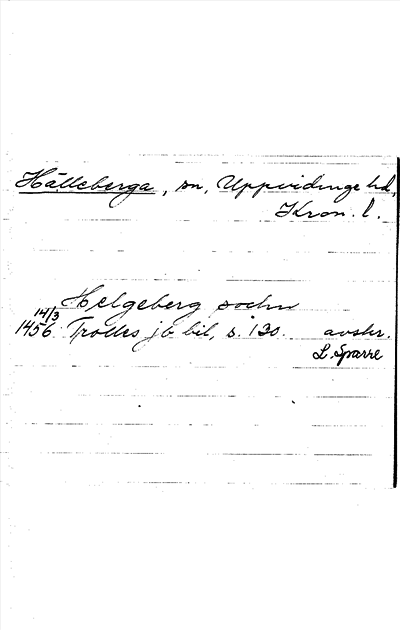 Hälleberga, sn, Uppvidinge hd,
Kron. l.
Helgeberg sochn
14/3
1456 Trolles jb bil, s. 130. avskr.
L. Sparre